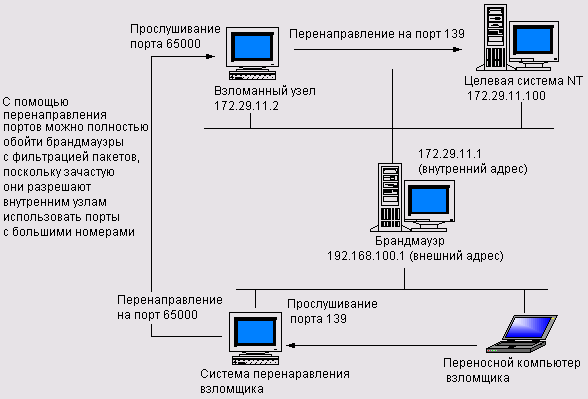 Прослушивание
порта 65000
Перенаправление на порт 139
Взломанный узел
172.29.11.2
Целевая система NT
172.29.11.100
С помощью
перенаправления
портов можно полностью
обойти брандмауэры
с фильтрацией пакетов,
поскольку зачастую
они разрешают
внутренним узлам
использовать порты
с большими номерами
172.29.11.1
(внутренний адрес)
Брандмауэр
192.168.100.1 (внешний адрес)
Перенаправление
на порт 65000
Прослушивание
порта 139
Система перенаравления
взломщика
Переносной компьютер
взломщика